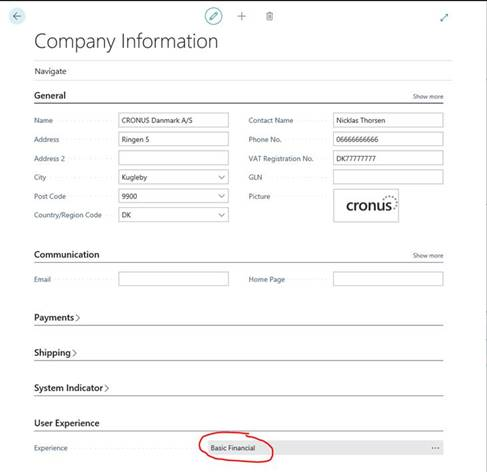 Company Information
Navigate
General
Show more
Name
CRONUS Danmark A/S
Contact Name
Nicklas Thorsen
Address
Ringen 5
Phone No.
06666666666
Address 2
VAT Registration No.
DK77777777
City
Kugleby
GLN
Post Code
9900
Picture
cronus
Country/Region Code
DK
Communication
Show more
Email
Home Page
Payments
Shipping
System Indicator
User Experience
Experience
Basic Financial